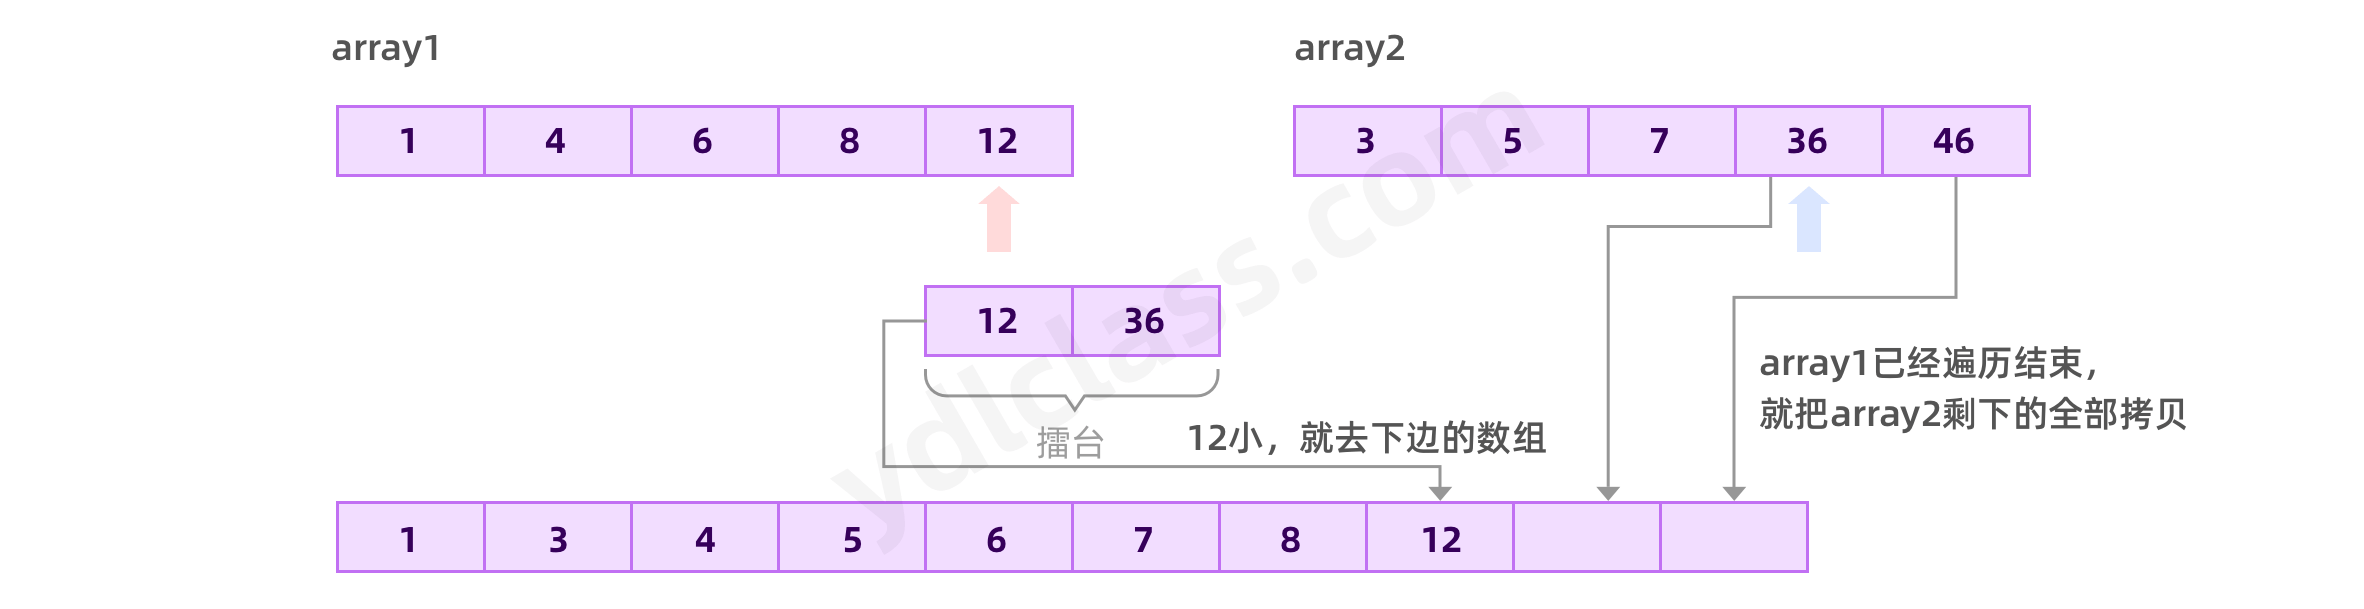 array1
array2
1 4 6 8 12
3 5 7 36 46
12 36
array1已经遍历结束，
就把array2剩下的全部拷贝
擂台
12小，就去下边的数组
1 3 4 5 6 7 8 12
ydlclass.com